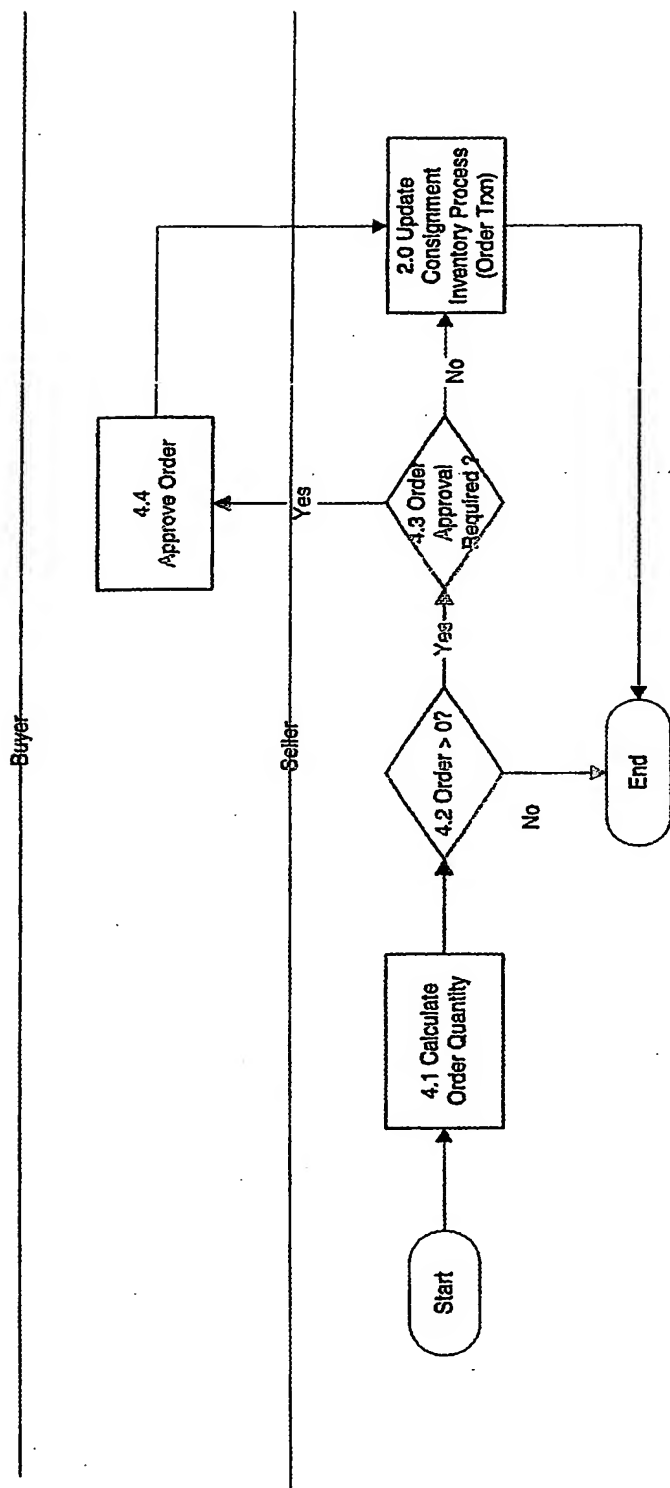 Buyer
4.4
Approve Order
Seller
Yes
Start
4.1 Calculate
Order Quantity
4.2 Order > 0?
Yes
4.3 Order
Approval
Required ?
No
2.0 Update
Consignment
Inventory Process
(Order Trxn)
No
End